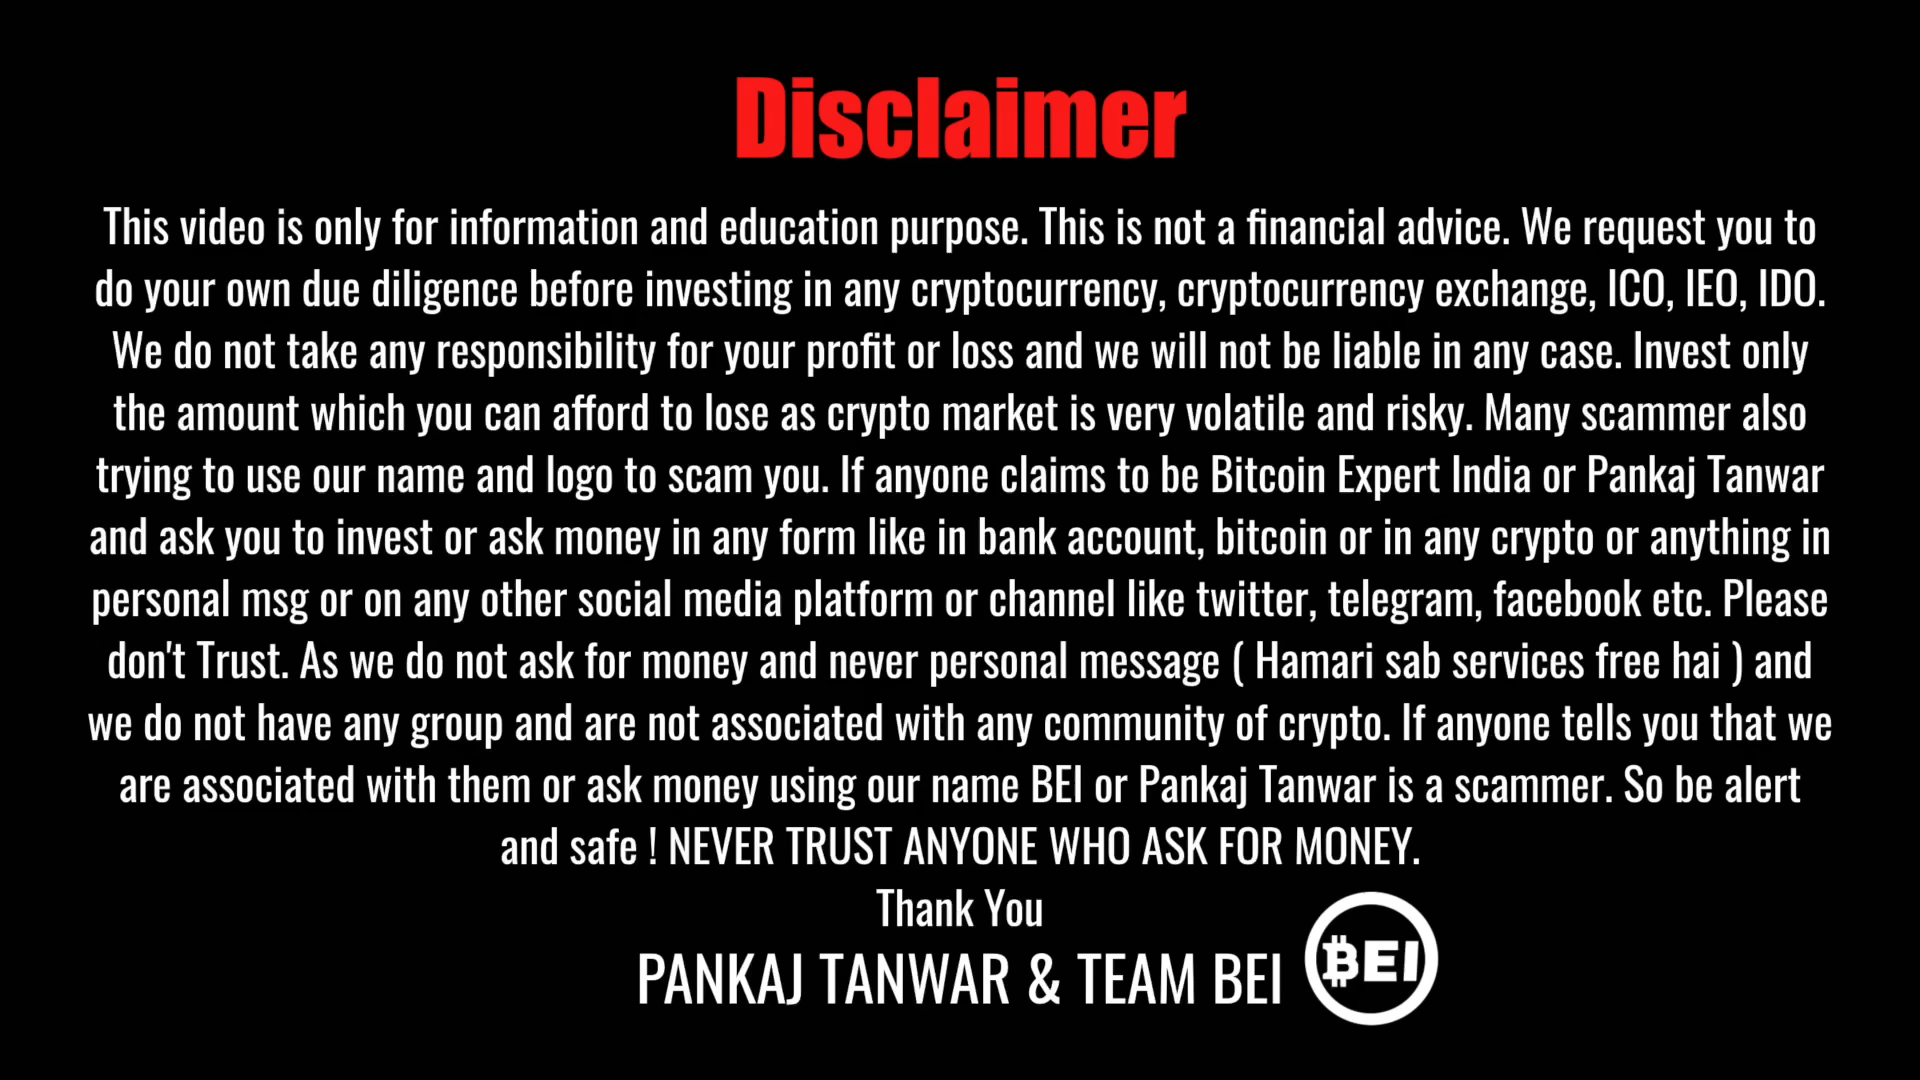 Disclaimer
This video is only for information and education purpose. This is not a financial advice. We request you to
do your own due diligence before investing in any cryptocurrency, cryptocurrency exchange, ICO, IEO, IDO.
We do not take any responsibility for your profit or loss and we will not be liable in any case. Invest only
the amount which you can afford to lose as crypto market is very volatile and risky. Many scammer also
trying to use our name and logo to scam you. If anyone claims to be Bitcoin Expert India or Pankaj Tanwar
and ask you to invest or ask money in any form like in bank account, bitcoin or in any crypto or anything in
personal msg or on any other social media platform or channel like twitter, telegram, facebook etc. Please
don't Trust. As we do not ask for money and never personal message ( Hamari sab services free hai ) and
we do not have any group and are not associated with any community of crypto. If anyone tells you that we
are associated with them or ask money using our name BEI or Pankaj Tanwar is a scammer. So be alert
and safe ! NEVER TRUST ANYONE WHO ASK FOR MONEY.
Thank You
PANKAJ TANWAR & TEAM BEI
BEI